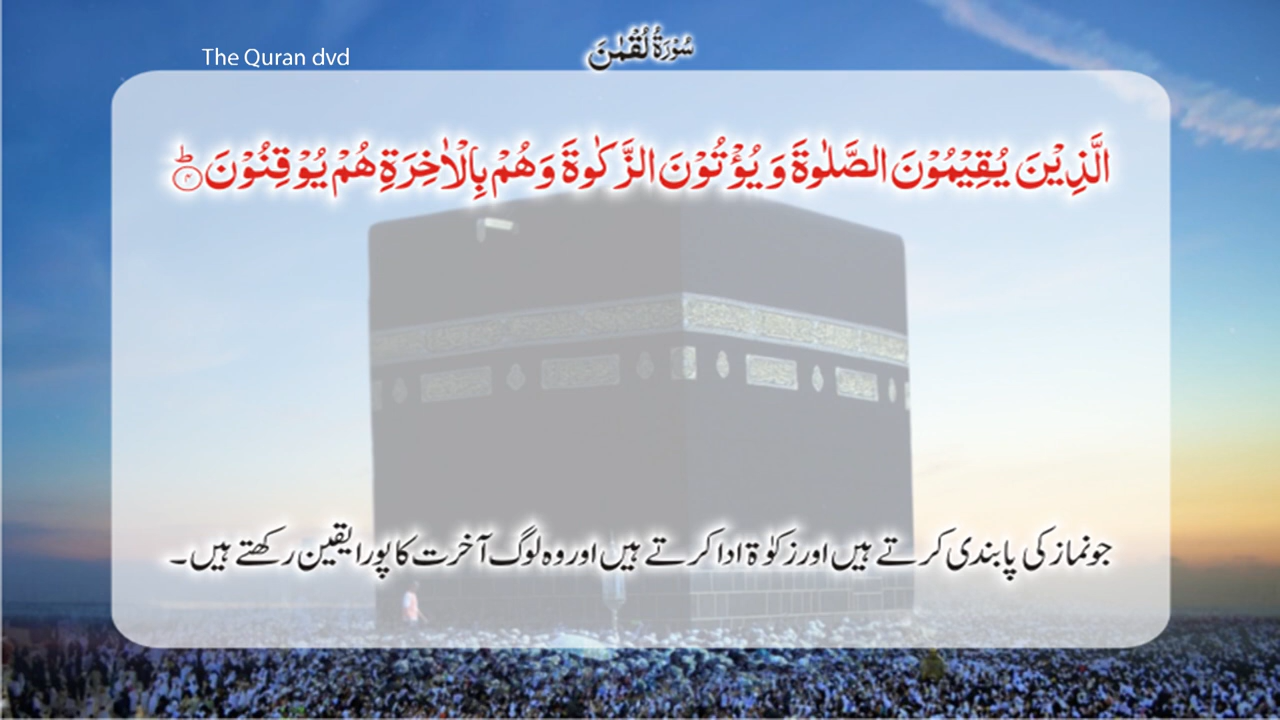 The Quran dvd
سُوْرَةُ لُقْمٰنَ
الَّذِيْنَ يُقِيْمُوْنَ الصَّلٰوةَ وَ يُؤْتُوْنَ الزَّكٰوةَ وَهُمْ بِالْاٰخِرَةِ هُمْ يُوْقِنُوْنَ ؕ ﴿۴﴾
جو نماز کی پابندی کرتے ہیں اور زکوٰۃ ادا کرتے ہیں اور وہ لوگ آخرت کا پورا یقین رکھتے ہیں۔